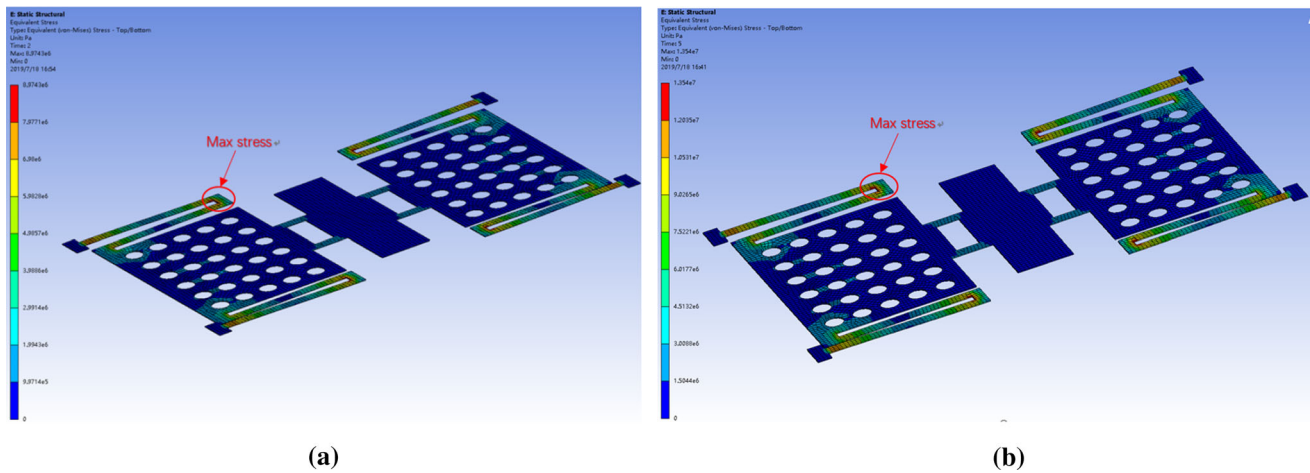 E: Static Structural
Equivalent Stress
Type: Equivalent (von-Mises) Stress - Top/Bottom
Unit: Pa
Time: 2
Max: 8,9743e6
Min: 0
2019/7/18 16:54
8,9743e6
7,9771e6
6,98e6
5,9828e6
4,9857e6
3,9886e6
2,9914e6
1,9943e6
9,9714e5
0
Max stress
(a)
E: Static Structural
Equivalent Stress
Type: Equivalent (von-Mises) Stress - Top/Bottom
Unit: Pa
Time: 5
Max: 1,354e7
Min: 0
2019/7/18 16:41
1,354e7
1,2035e7
1,0531e7
9,0265e6
7,5221e6
6,0177e6
4,5132e6
3,0088e6
1,5044e6
0
Max stress
(b)